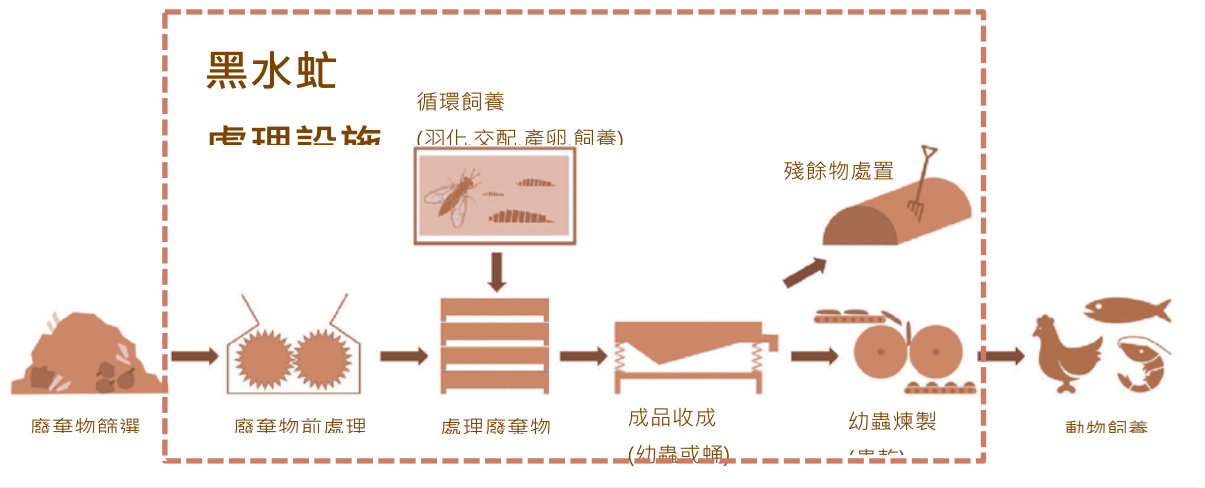 黑水虻
處理設施
循環飼養
(羽化.交配.產卵.飼養)
殘餘物處置
廢棄物篩選
廢棄物前處理
處理廢棄物
成品收成
(幼蟲或蛹)
幼蟲煉製
(蟲乾)
動物飼養